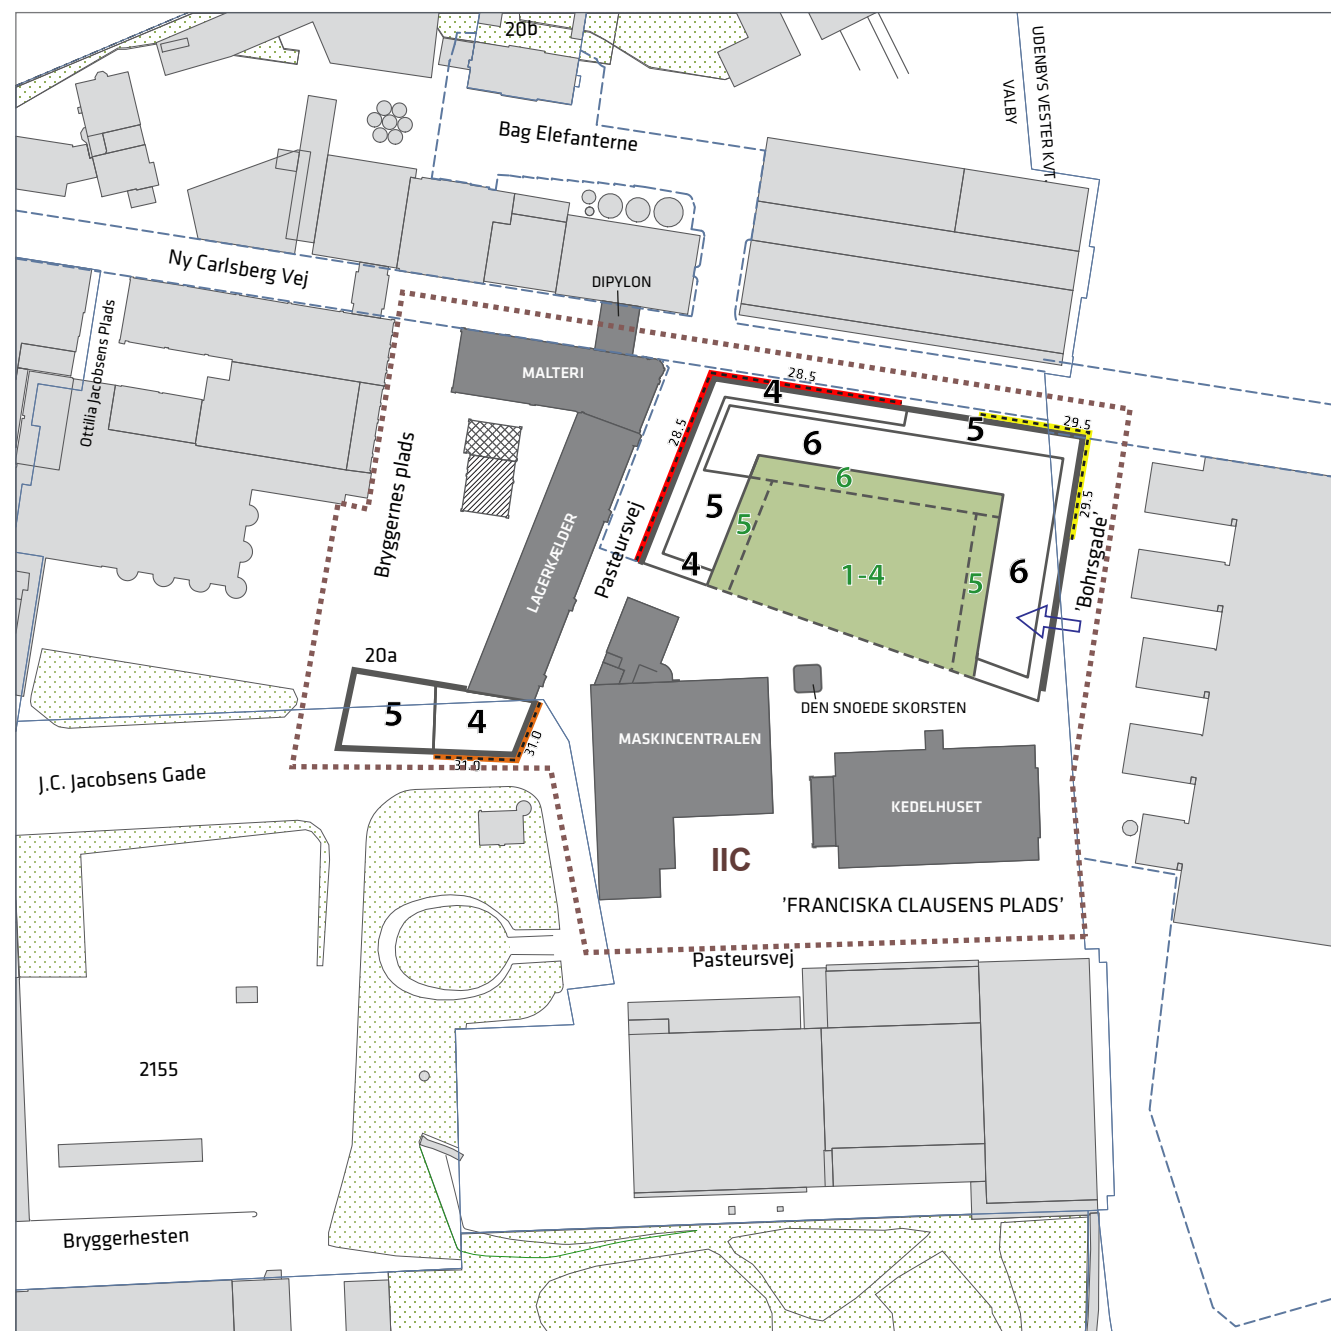 20b
UDENBYS VESTER KVT.
VALBY
Bag Elefanterne
Ny Carlsberg Vej
DIPYLON
Ottilia Jacobsens Plads
MALTERI
28.5
4
5
29.5
28.5
6
6
Bryggernes plads
5
5
29.5
LAGERKÆLDER
Pasteursvej
4
1-4
5
6
'Bohrsgade'
20a
5
4
31.0
31.0
DEN SNOEDE SKORSTEN
MASKINCENTRALEN
J.C. Jacobsens Gade
KEDELHUSET
IIC
'FRANCISKA CLAUSENS PLADS'
Pasteursvej
2155
Bryggerhesten